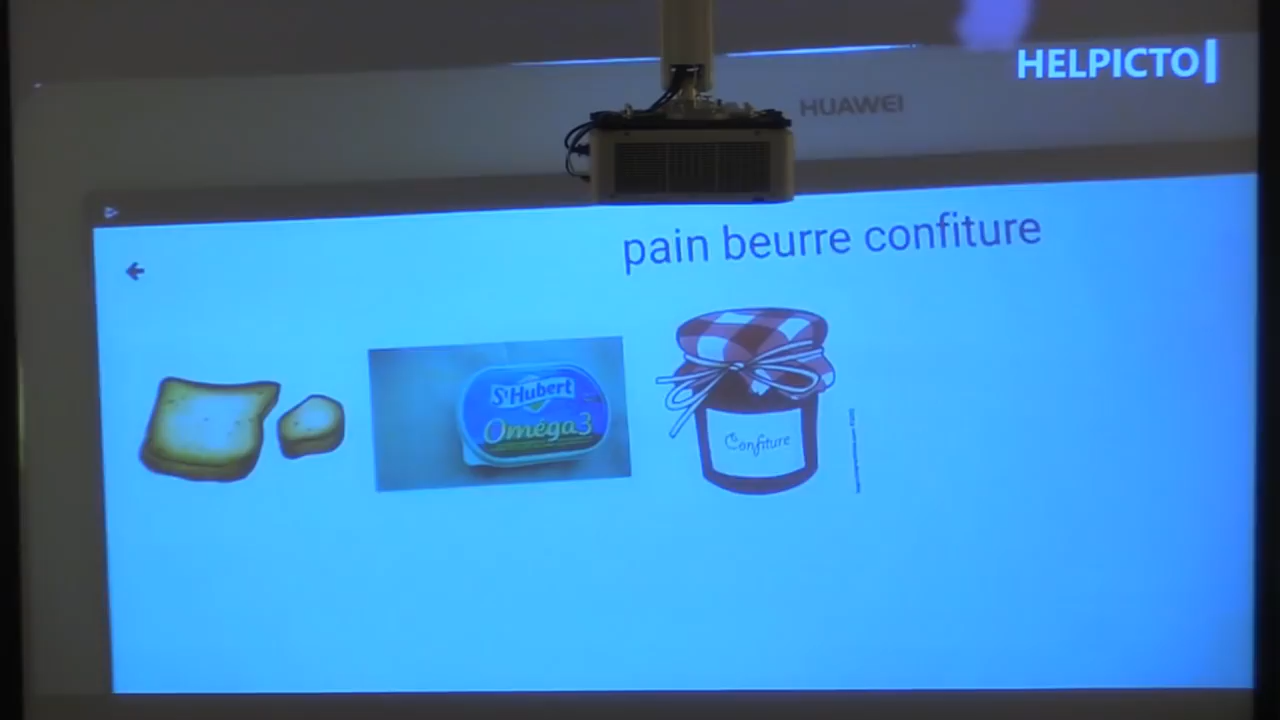 HELPICTO
HUAWEI
pain beurre confiture
St Hubert
Oméga3
Confiture